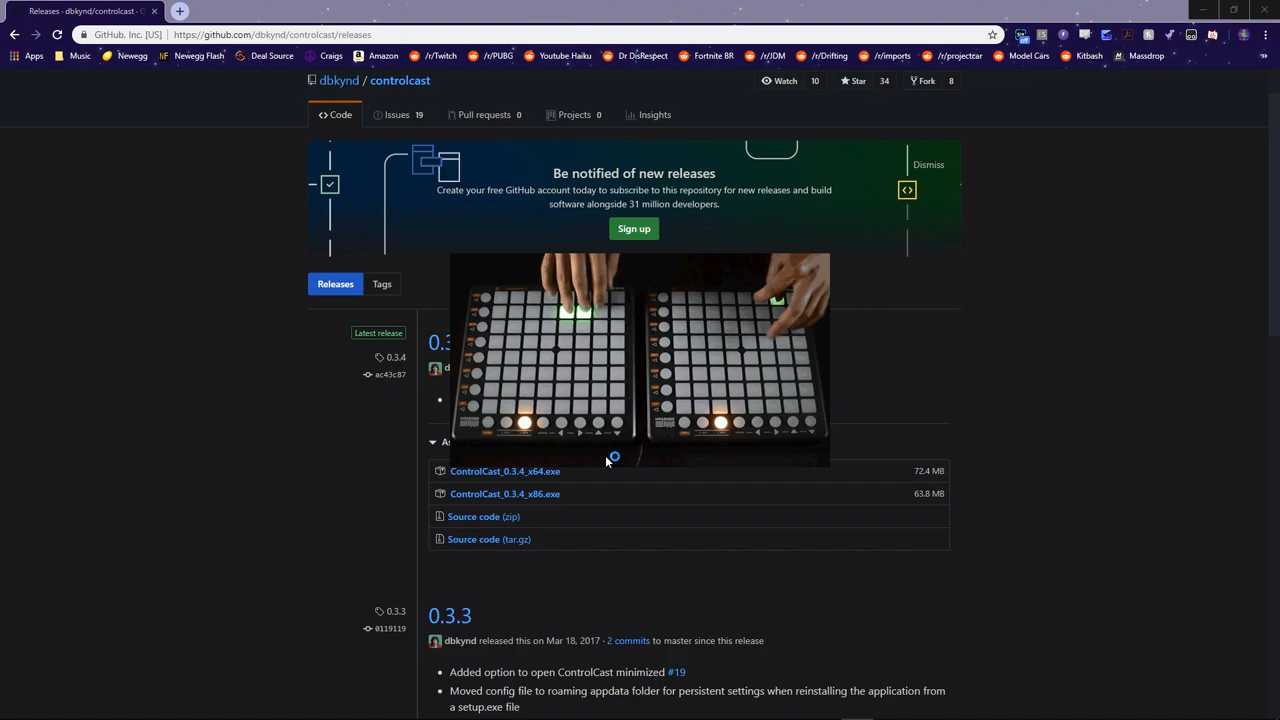 Releases · dbkynd/controlcast · G
GitHub, Inc. [US] | https://github.com/dbkynd/controlcast/releases
Apps Music Newegg Newegg Flash Deal Source Craigs Amazon /r/Twitch /r/PUBG Youtube Haiku Dr DisRespect Fortnite BR /r/JDM /r/Drifting /r/imports /r/projectcar Model Cars Kitbash Massdrop »
dbkynd / controlcast
Watch 10 Star 34 Fork 8
Code Issues 19 Pull requests 0 Projects 0 Insights
Dismiss
Be notified of new releases
Create your free GitHub account today to subscribe to this repository for new releases and build
software alongside 31 million developers.
Sign up
Releases Tags
Latest release
0.3.4
ac43c87
0.3
d
As
ControlCast_0.3.4_x64.exe 72.4 MB
ControlCast_0.3.4_x86.exe 63.8 MB
Source code (zip)
Source code (tar.gz)
0.3.3
0119119
0.3.3
dbkynd released this on Mar 18, 2017 · 2 commits to master since this release
Added option to open ControlCast minimized #19
Moved config file to roaming appdata folder for persistent settings when reinstalling the application from
a setup.exe file